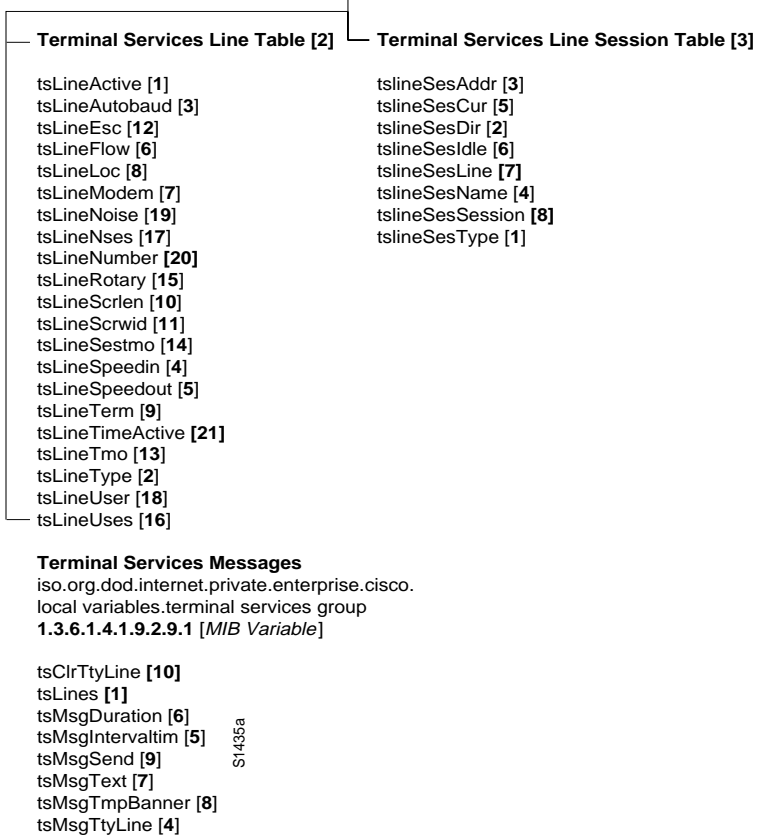 Terminal Services Line Table [2]
tsLineActive [1]
tsLineAutobaud [3]
tsLineEsc [12]
tsLineFlow [6]
tsLineLoc [8]
tsLineModem [7]
tsLineNoise [19]
tsLineNses [17]
tsLineNumber [20]
tsLineRotary [15]
tsLineScrlen [10]
tsLineScrwid [11]
tsLineSestmo [14]
tsLineSpeedin [4]
tsLineSpeedout [5]
tsLineTerm [9]
tsLineTimeActive [21]
tsLineTmo [13]
tsLineType [2]
tsLineUser [18]
tsLineUses [16]
Terminal Services Line Session Table [3]
tslineSesAddr [3]
tslineSesCur [5]
tslineSesDir [2]
tslineSesIdle [6]
tslineSesLine [7]
tslineSesName [4]
tslineSesSession [8]
tslineSesType [1]
Terminal Services Messages
iso.org.dod.internet.private.enterprise.cisco.
local variables.terminal services group
1.3.6.1.4.1.9.2.9.1 [MIB Variable]
tsClrTtyLine [10]
tsLines [1]
tsMsgDuration [6]
tsMsgIntervaltim [5]
tsMsgSend [9]
tsMsgText [7]
tsMsgTmpBanner [8]
tsMsgTtyLine [4]
S1435a